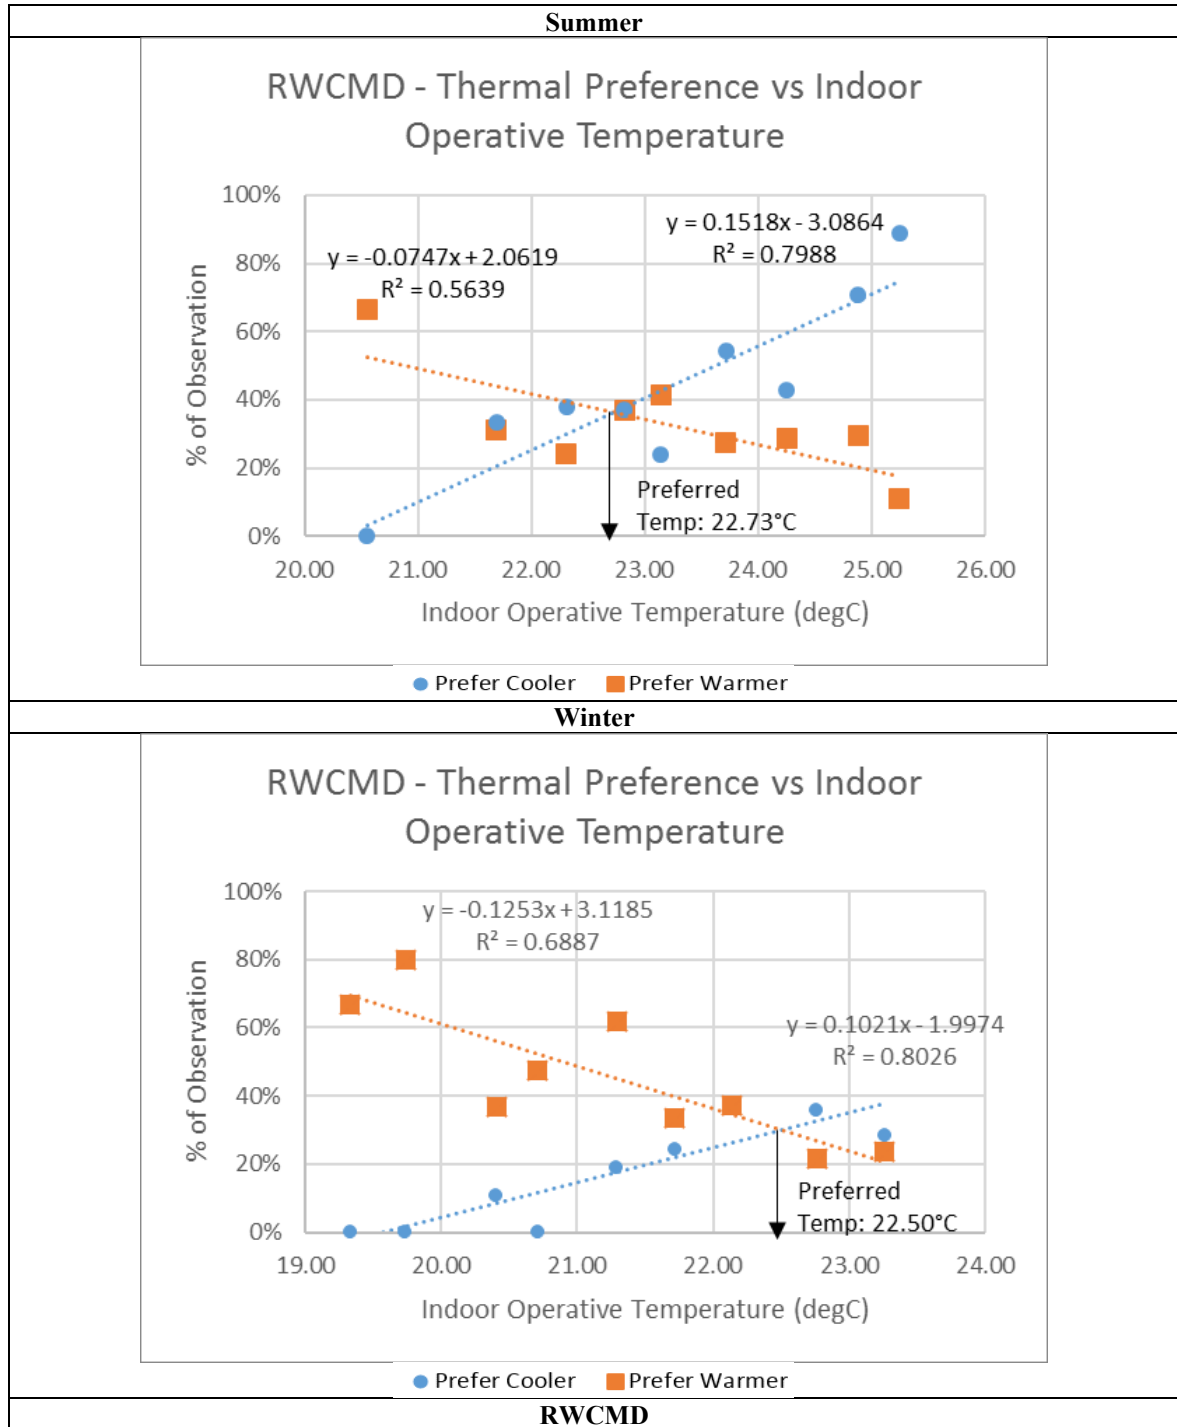 Summer
RWCMD - Thermal Preference vs Indoor
Operative Temperature
100%
80%
60%
40%
20%
0%
% of Observation
y = -0.0747x + 2.0619
R² = 0.5639
y = 0.1518x - 3.0864
R² = 0.7988
Preferred
Temp: 22.73°C
20.00 21.00 22.00 23.00 24.00 25.00 26.00
Indoor Operative Temperature (degC)
Prefer Cooler Prefer Warmer
Winter
RWCMD - Thermal Preference vs Indoor
Operative Temperature
100%
80%
60%
40%
20%
0%
% of Observation
y = -0.1253x + 3.1185
R² = 0.6887
y = 0.1021x - 1.9974
R² = 0.8026
Preferred
Temp: 22.50°C
19.00 20.00 21.00 22.00 23.00 24.00
Indoor Operative Temperature (degC)
Prefer Cooler Prefer Warmer
RWCMD